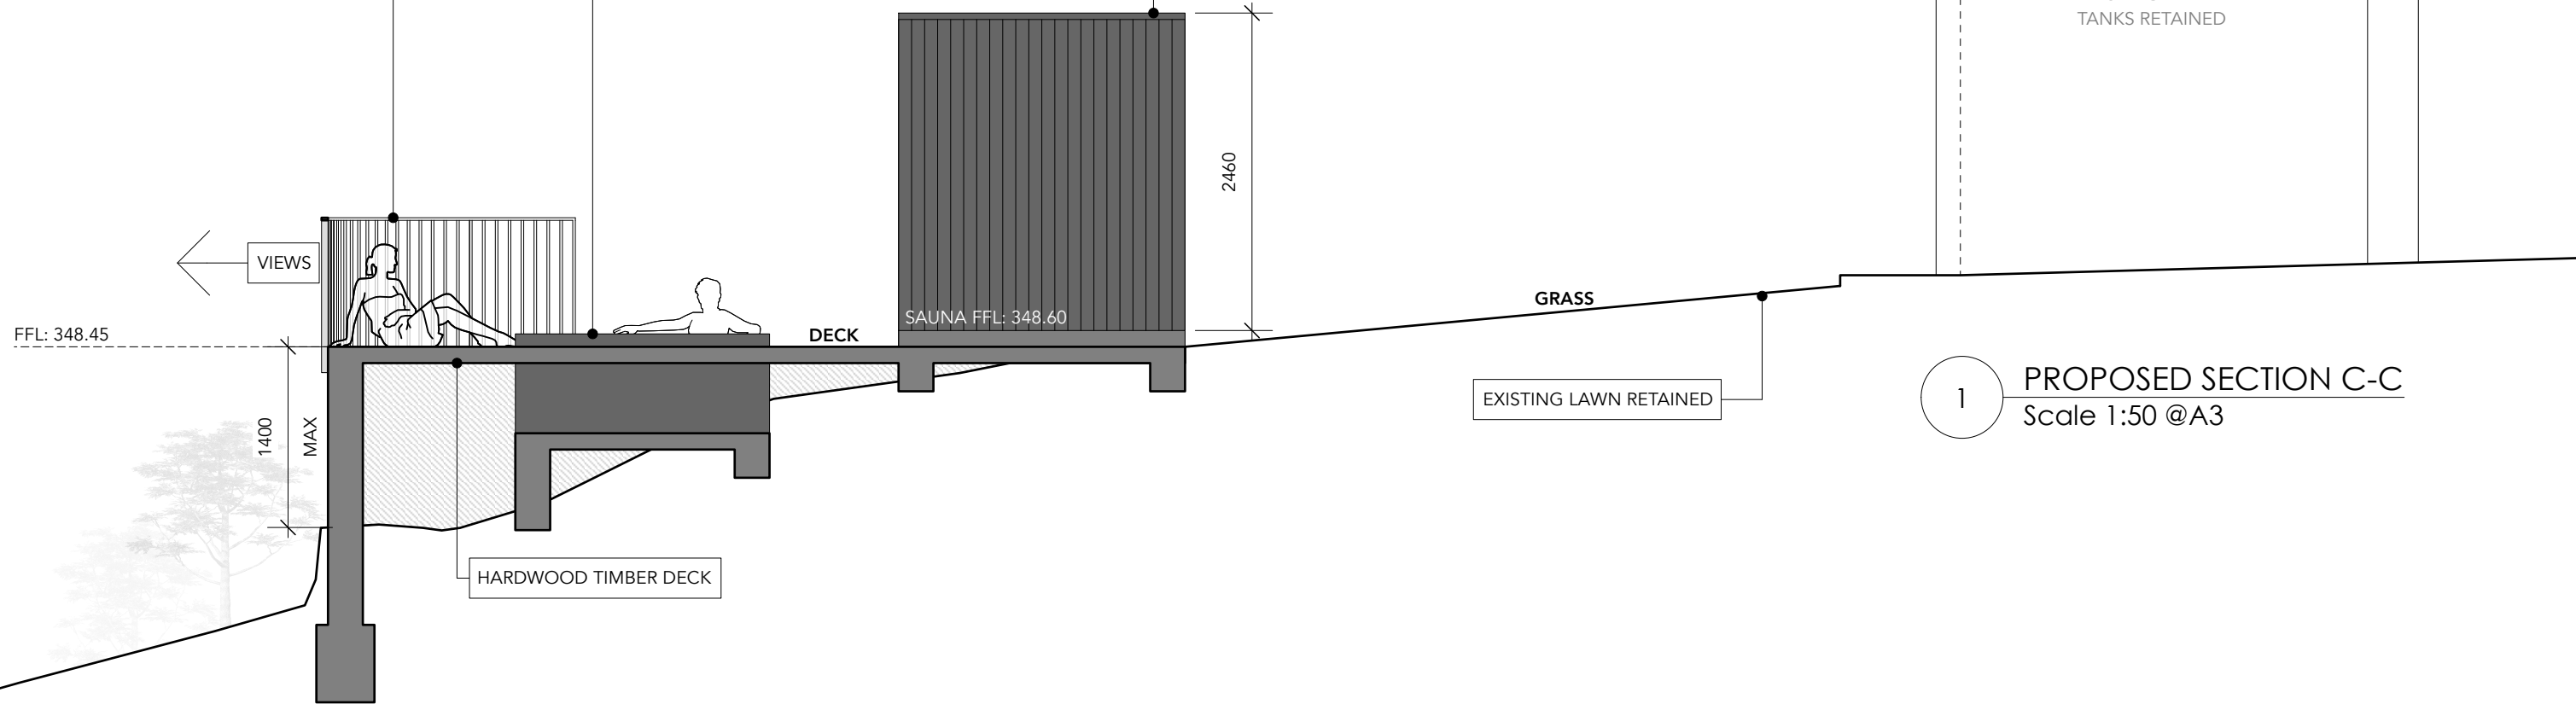 TANKS RETAINED
2460
VIEWS
GRASS
SAUNA FFL: 348.60
FFL: 348.45
DECK
1
PROPOSED SECTION C-C
Scale 1:50 @A3
EXISTING LAWN RETAINED
1400
MAX
HARDWOOD TIMBER DECK